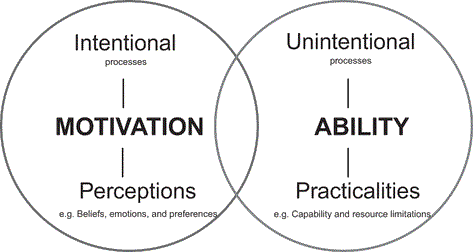 Intentional
processes
MOTIVATION
Perceptions
e.g. Beliefs, emotions, and preferences
Unintentional
processes
ABILITY
Practicalities
e.g. Capability and resource limitations